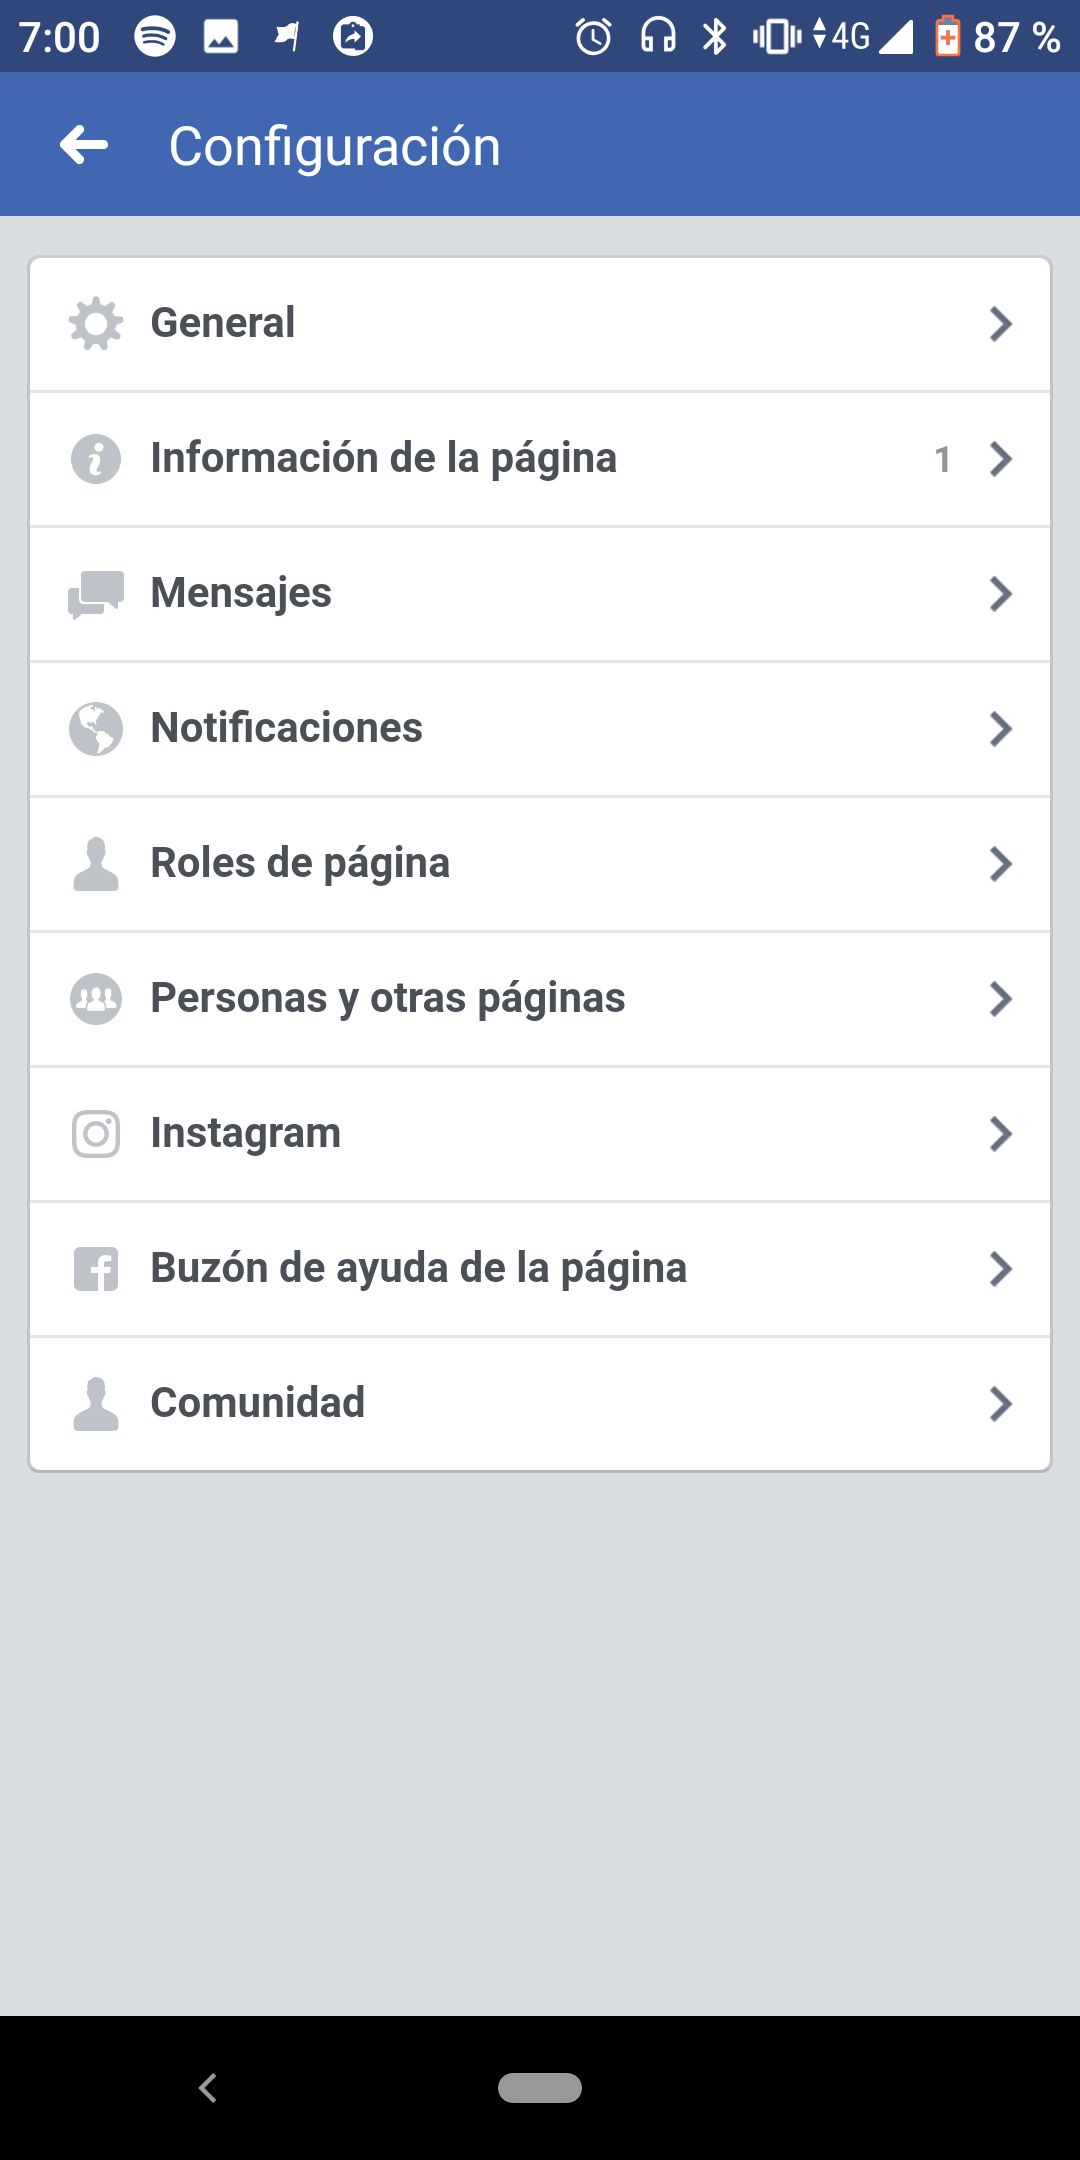 7:00 4G 87 %
Configuración
General
Información de la página 1
Mensajes
Notificaciones
Roles de página
Personas y otras páginas
Instagram
Buzón de ayuda de la página
Comunidad